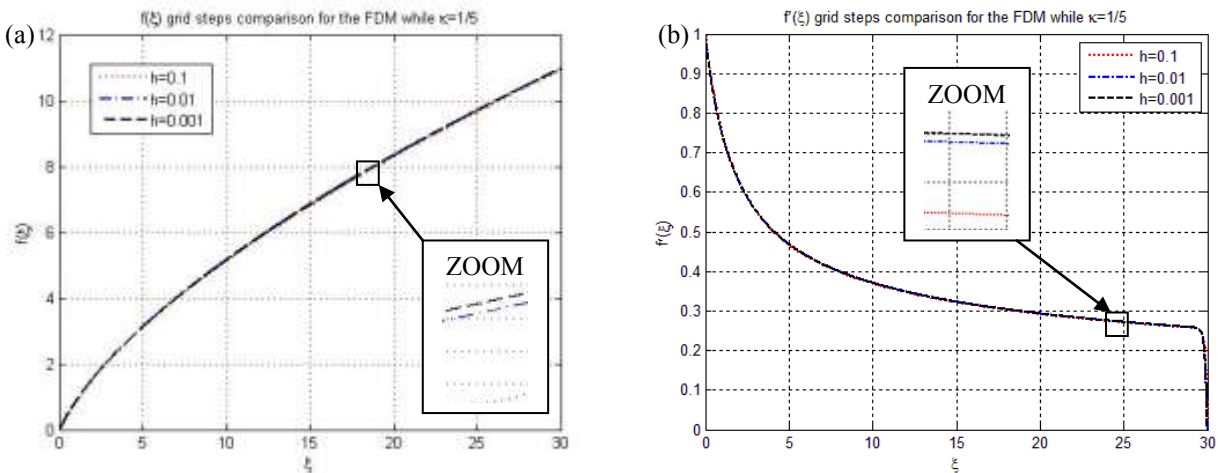 (a)
f(ξ) grid steps comparison for the FDM while κ=1/5
12
10
8
6
4
2
0
f(ξ)
0 5 10 15 20 25 30
ξ
h=0.1
h=0.01
h=0.001
ZOOM
(b)
f'(ξ) grid steps comparison for the FDM while κ=1/5
1
0.9
0.8
0.7
0.6
0.5
0.4
0.3
0.2
0.1
0
f'(ξ)
0 5 10 15 20 25 30
ξ
h=0.1
h=0.01
h=0.001
ZOOM